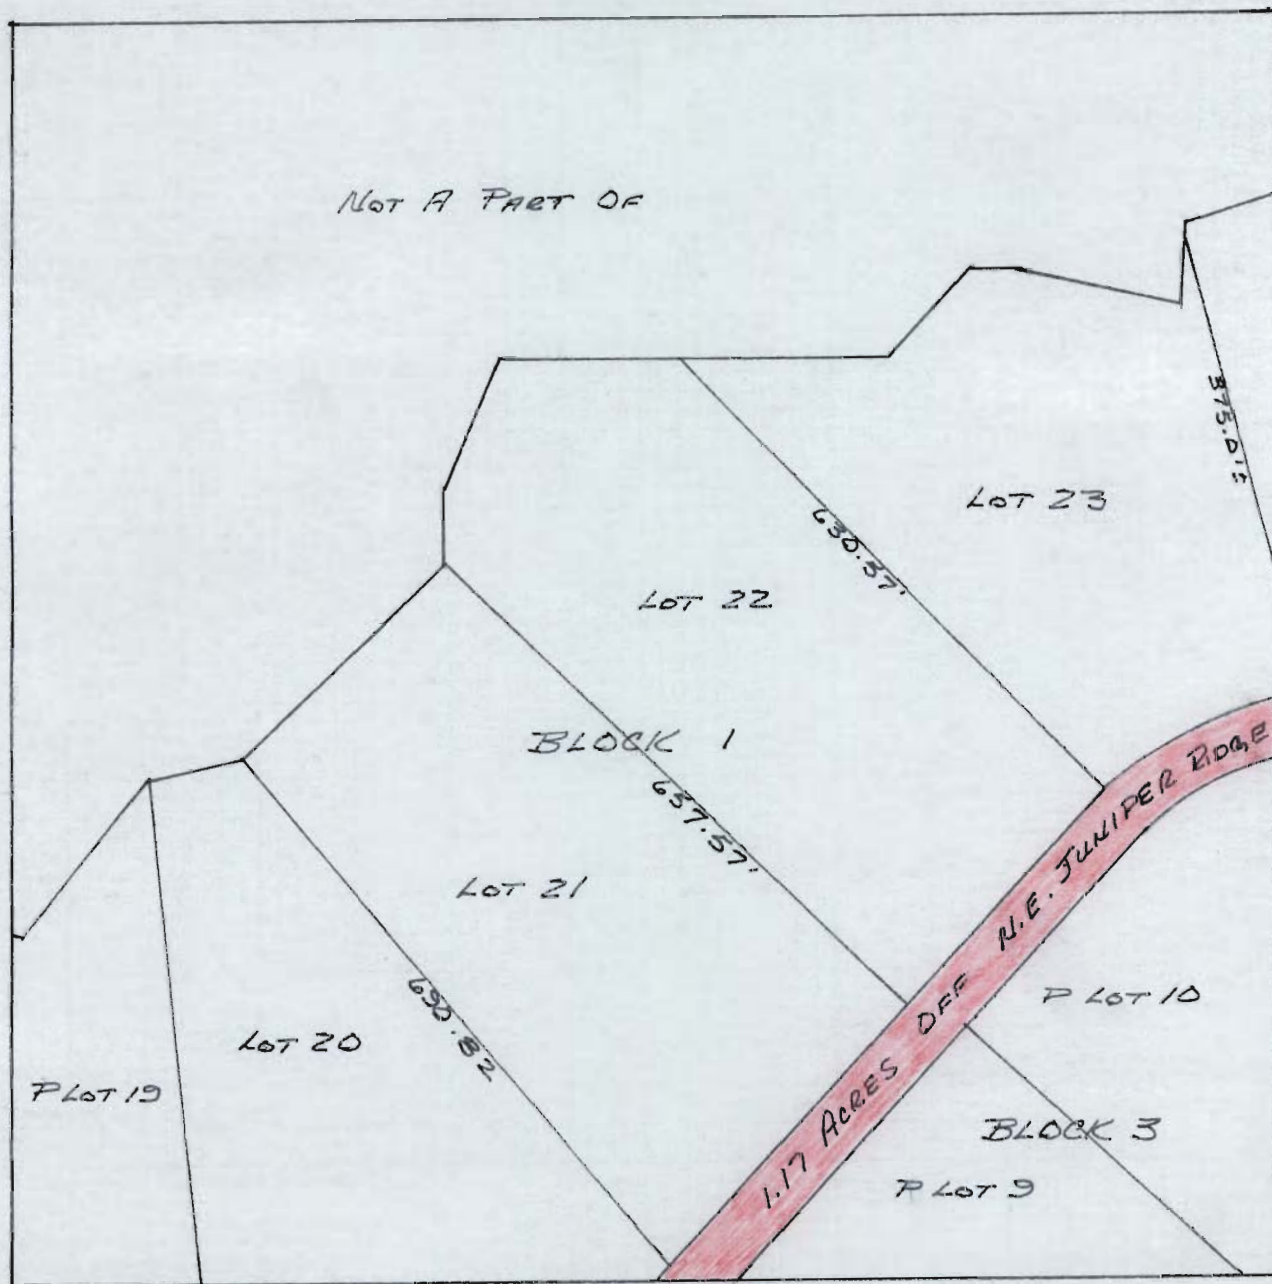 NOT A PART OF
375.0'±
LOT 23
630.37'
LOT 22
BLOCK 1
637.57'
N.E. JUNIPER RIDGE
LOT 21
690.82
1.17 ACRES OFF
P LOT 10
LOT 20
P LOT 19
BLOCK 3
P LOT 9